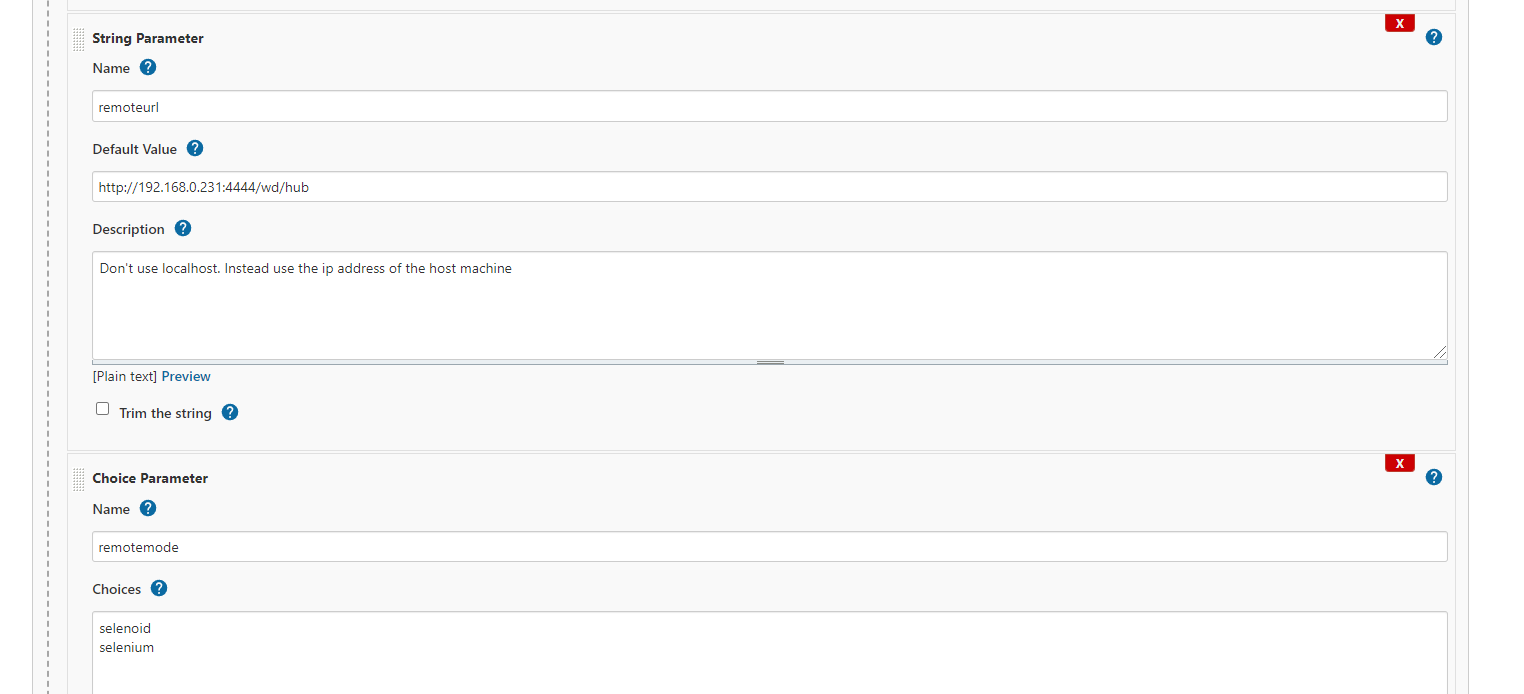 X
String Parameter
?
Name ?
remoteurl
Default Value ?
http://192.168.0.231:4444/wd/hub
Description ?
Don't use localhost. Instead use the ip address of the host machine
[Plain text] Preview
Trim the string ?
X
Choice Parameter
?
Name ?
remotemode
Choices ?
selenoid
selenium